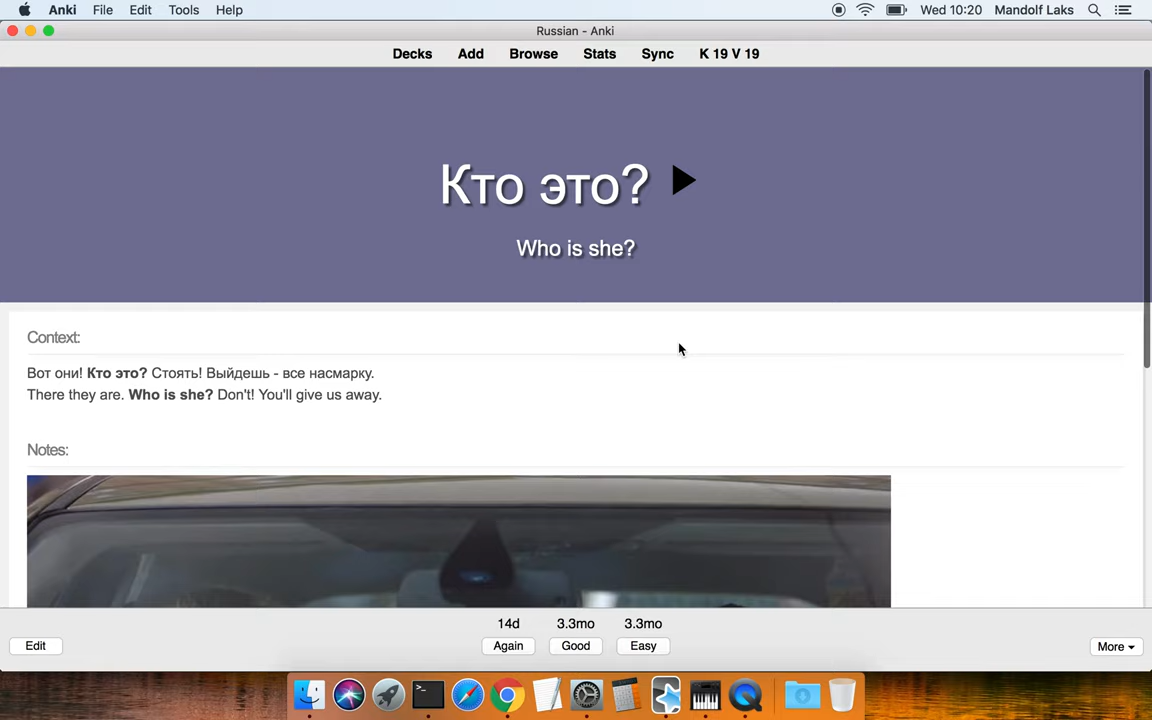 Anki File Edit Tools Help Wed 10:20 Mandolf Laks
Russian - Anki
Decks Add Browse Stats Sync K 19 V 19
Кто это?
Who is she?
Context:
Вот они! Кто это? Стоять! Выйдешь - все насмарку.
There they are. Who is she? Don't! You'll give us away.
Notes:
14d 3.3mo 3.3mo
Edit Again Good Easy More